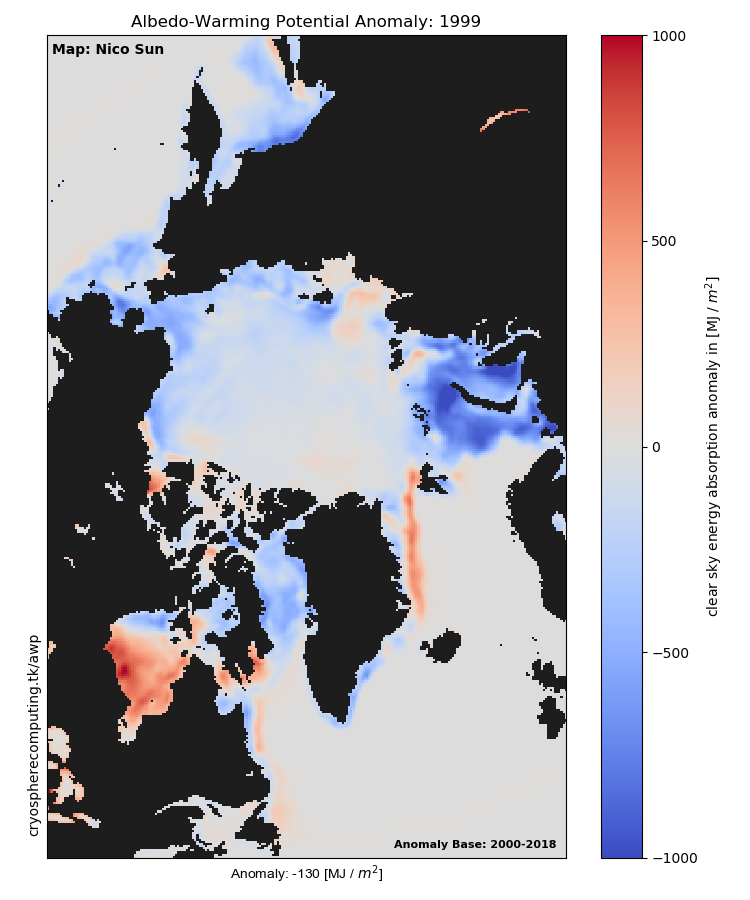 Albedo-Warming Potential Anomaly: 1999
Map: Nico Sun
1000
500
0
−500
−1000
clear sky energy absorption anomaly in [MJ / m²]
cryospherecomputing.tk/awp
Anomaly Base: 2000-2018
Anomaly: -130 [MJ / m²]